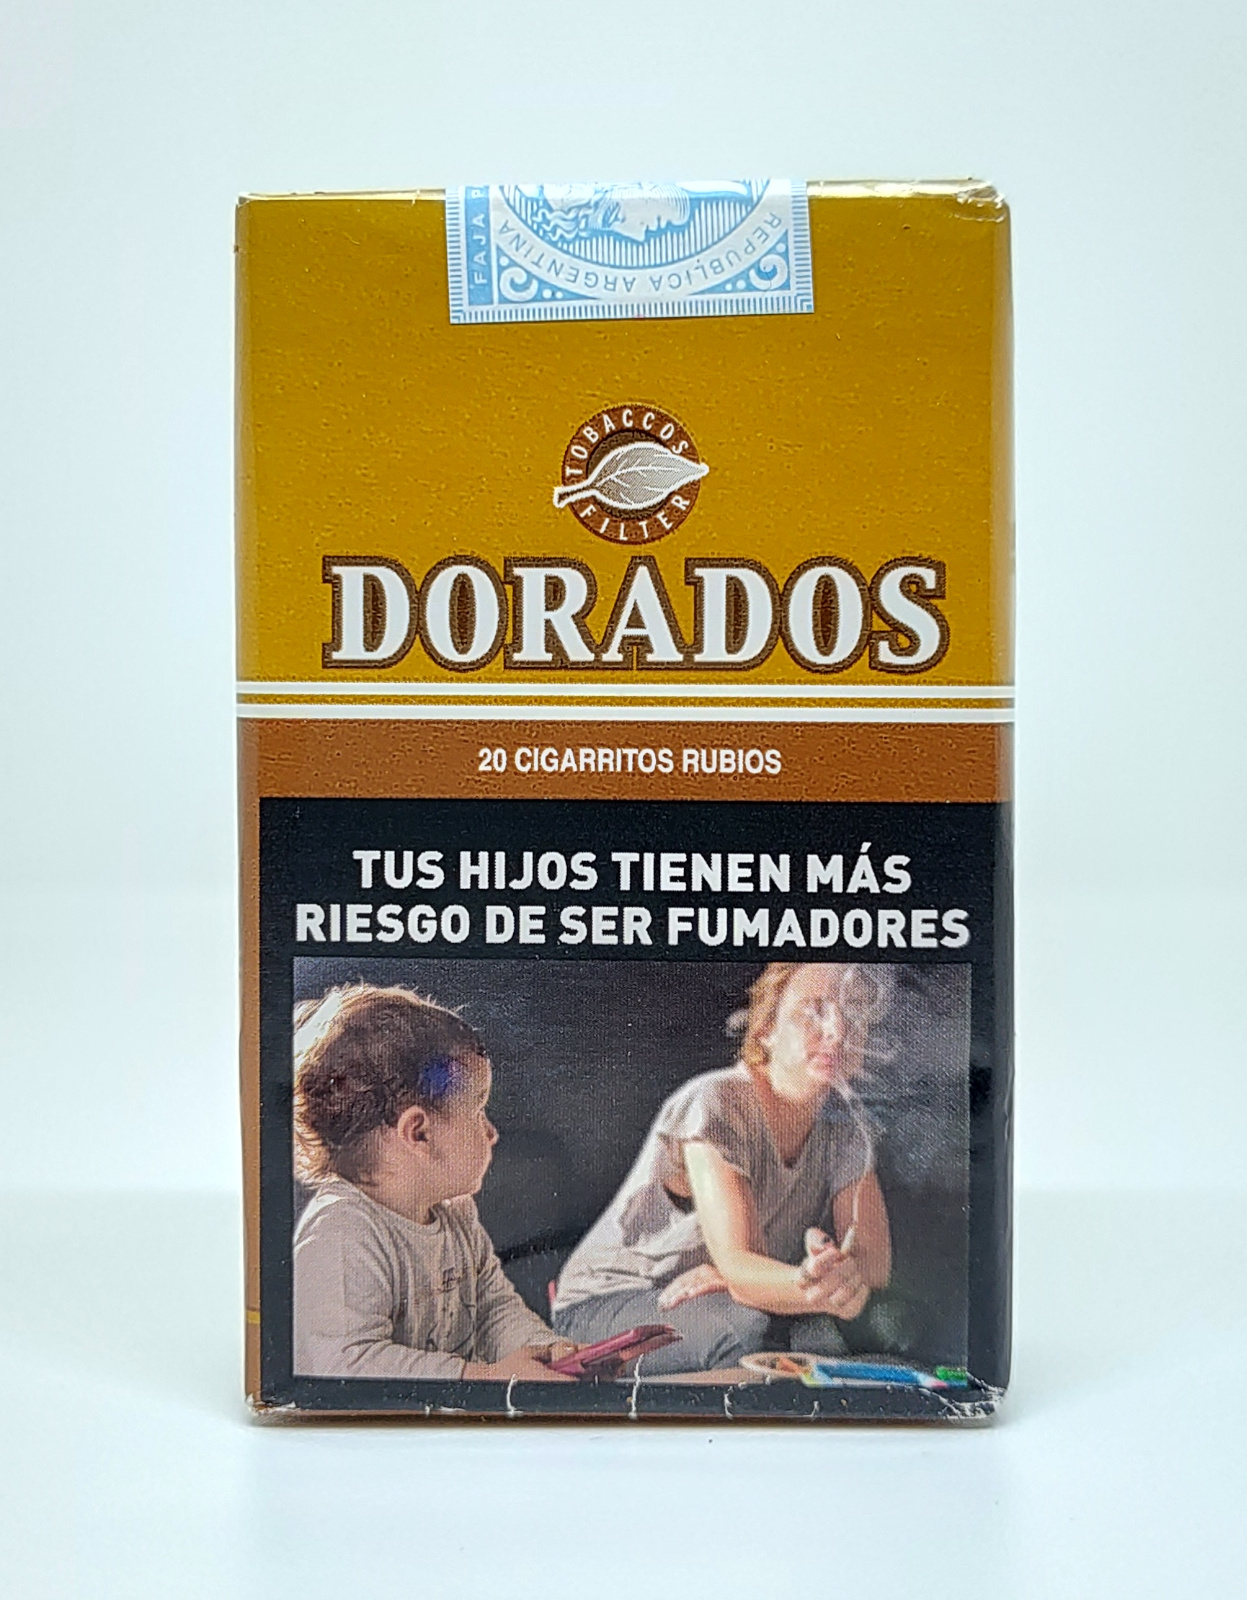 FAJA
REPUBLICA ARGENTINA
TOBACCOS
FILTER
DORADOS
20 CIGARRITOS RUBIOS
TUS HIJOS TIENEN MÁS
RIESGO DE SER FUMADORES